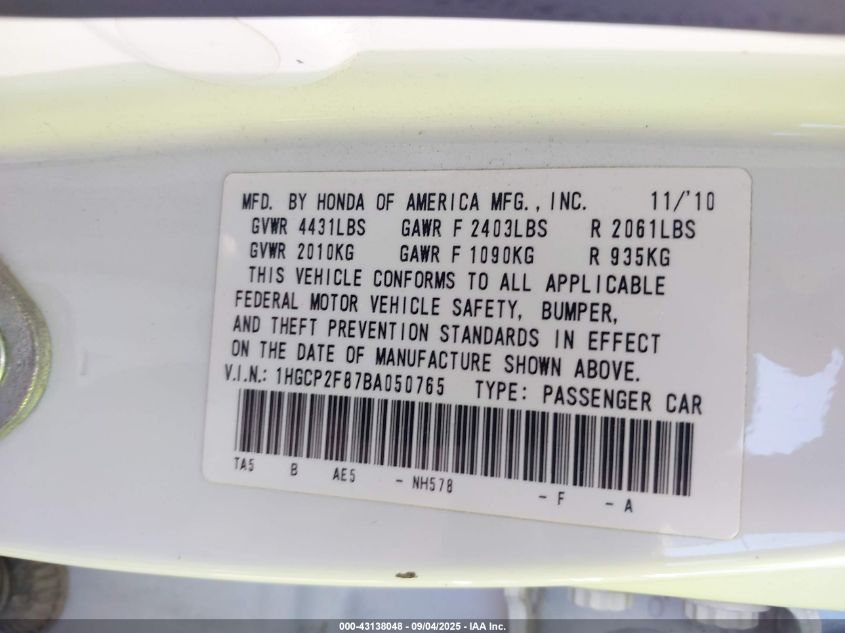 MFD. BY HONDA OF AMERICA MFG., INC. 11/'10
GVWR 4431LBS GAWR F 2403LBS R 2061LBS
GVWR 2010KG GAWR F 1090KG R 935KG
THIS VEHICLE CONFORMS TO ALL APPLICABLE
FEDERAL MOTOR VEHICLE SAFETY, BUMPER,
AND THEFT PREVENTION STANDARDS IN EFFECT
ON THE DATE OF MANUFACTURE SHOWN ABOVE.
V.I.N.: 1HGCP2F87BA050765 TYPE: PASSENGER CAR
TA5 B AE5 - NH578 - F - A
000-43138048 - 09/04/2025 - IAA Inc.